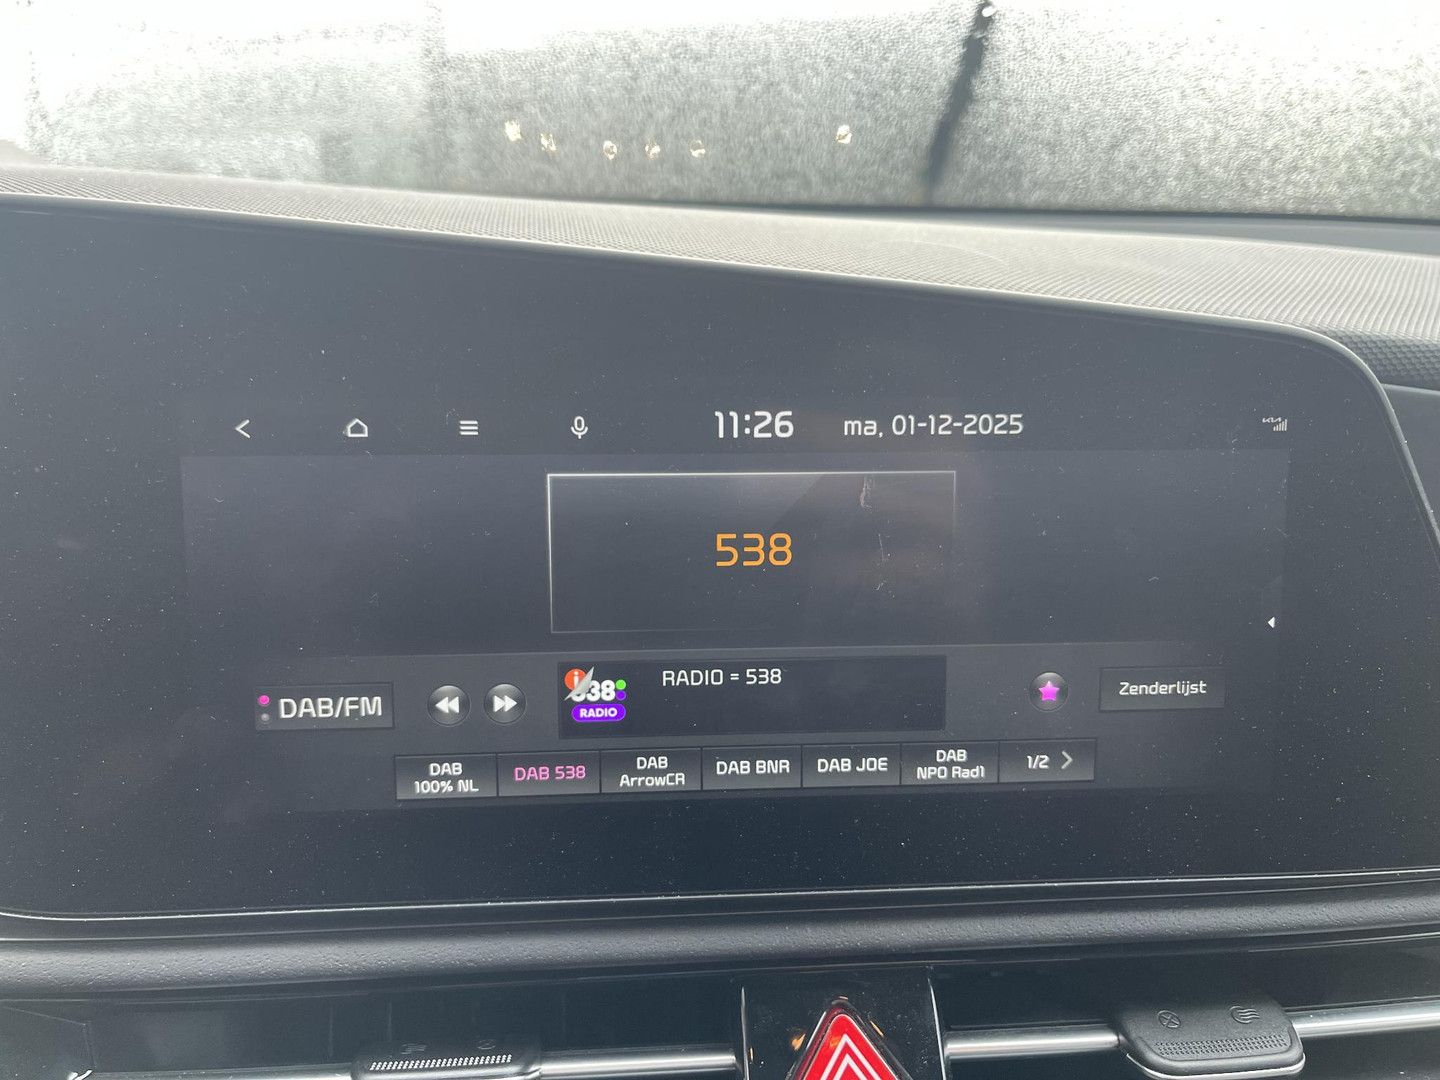 11:26 ma, 01-12-2025
KIA
538
DAB/FM
538
RADIO
RADIO = 538
Zenderlijst
DAB
100% NL
DAB 538
DAB
ArrowCR
DAB BNR
DAB JOE
DAB
NPO Rad1
1/2